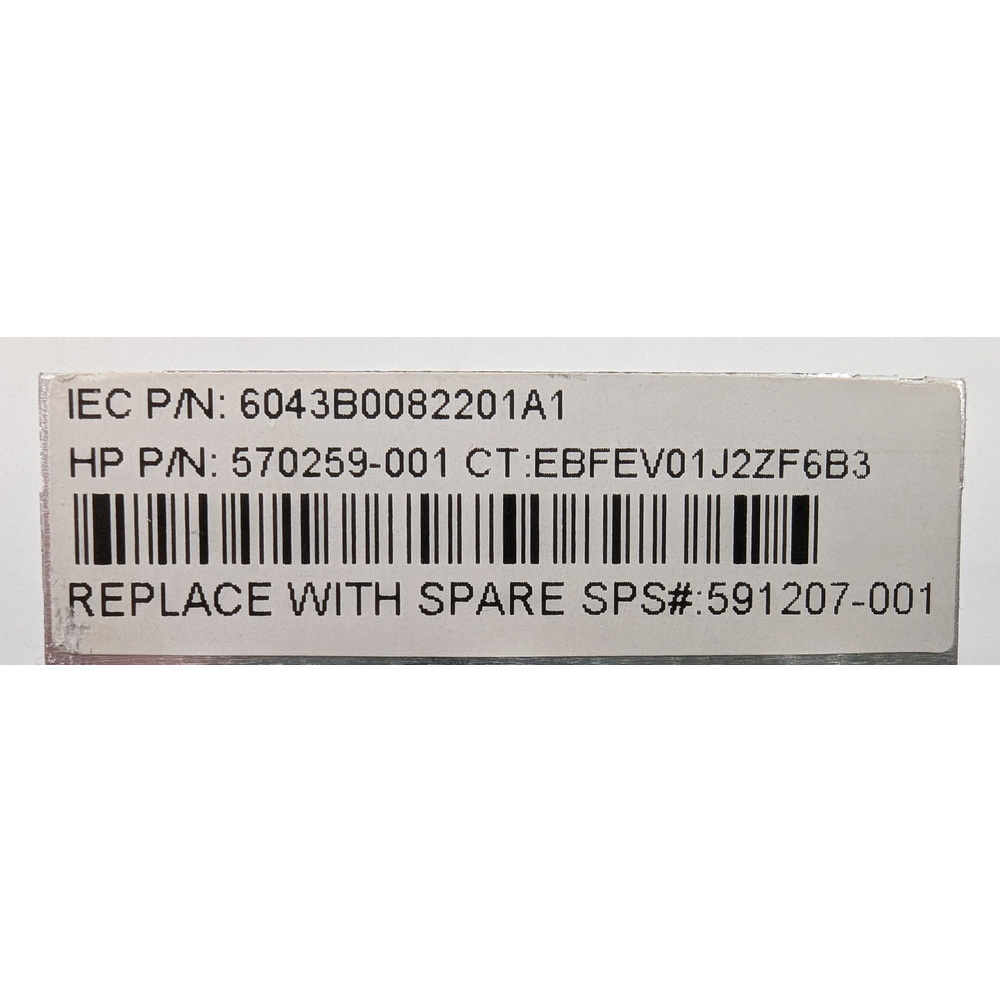 IEC P/N: 6043B0082201A1
HP P/N: 570259-001 CT:EBFEV01J2ZF6B3
REPLACE WITH SPARE SPS#:591207-001